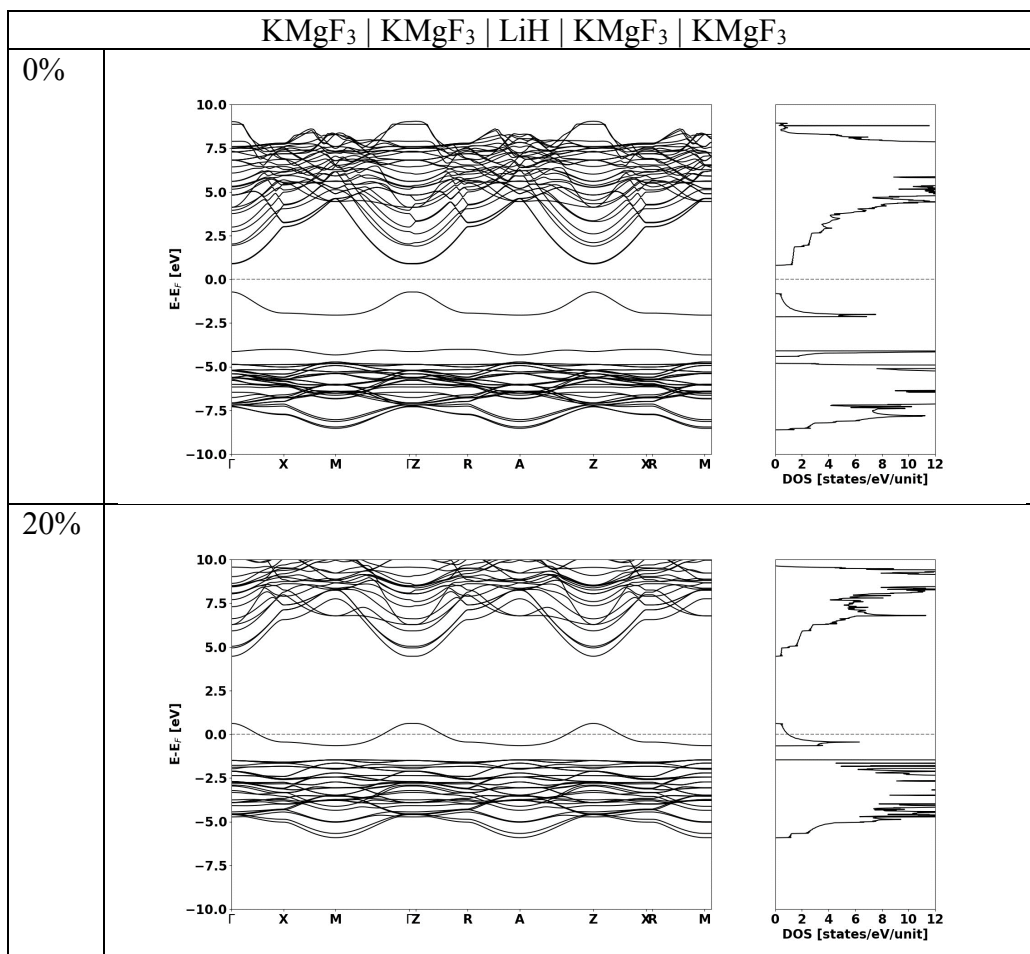 KMgF₃ | KMgF₃ | LiH | KMgF₃ | KMgF₃
0%
10.0
7.5
5.0
2.5
0.0
−2.5
−5.0
−7.5
−10.0
E-E_F [eV]
Γ X M ΓZ R A Z XR M
0 2 4 6 8 10 12
DOS [states/eV/unit]
20%
10.0
7.5
5.0
2.5
0.0
−2.5
−5.0
−7.5
−10.0
E-E_F [eV]
Γ X M ΓZ R A Z XR M
0 2 4 6 8 10 12
DOS [states/eV/unit]